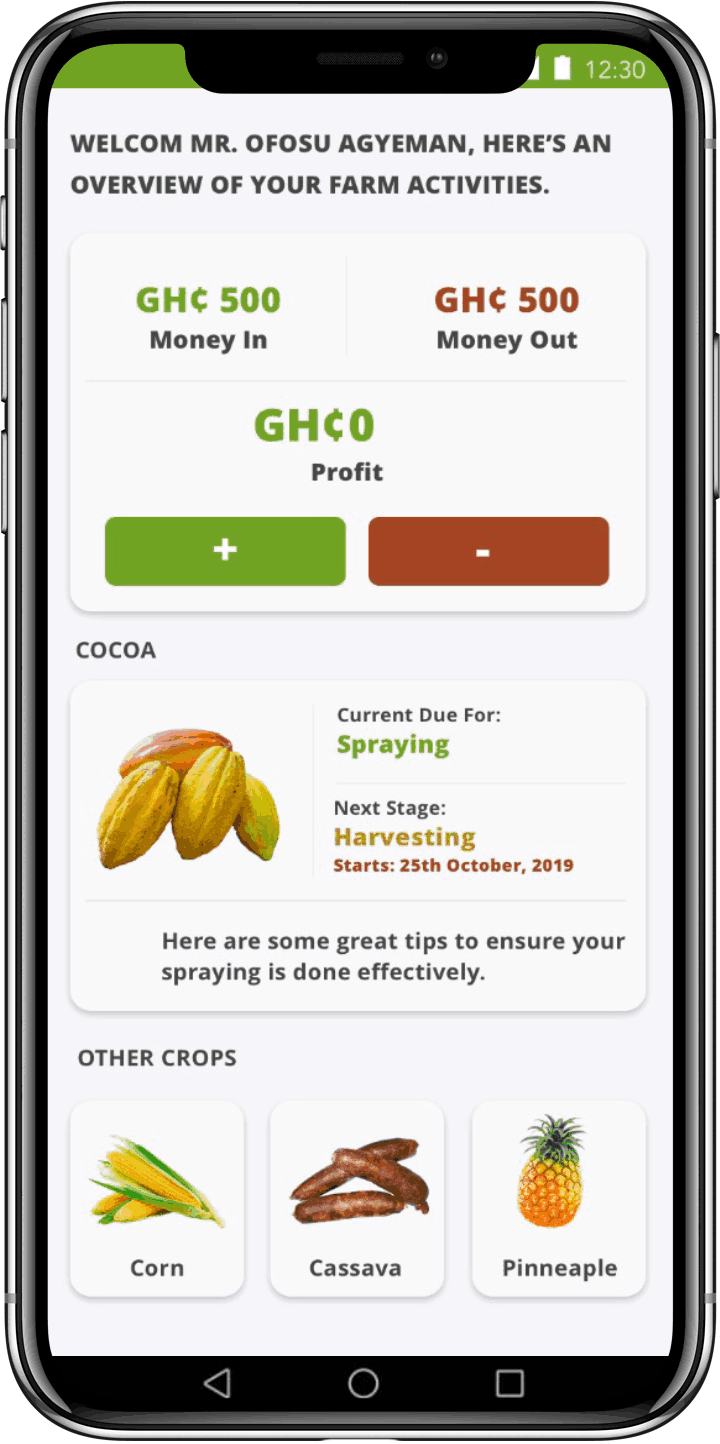 12:30
WELCOM MR. OFOSU AGYEMAN, HERE’S AN
OVERVIEW OF YOUR FARM ACTIVITIES.
GH¢ 500
Money In
GH¢ 500
Money Out
GH¢0
Profit
+
-
COCOA
Current Due For:
Spraying
Next Stage:
Harvesting
Starts: 25th October, 2019
Here are some great tips to ensure your
spraying is done effectively.
OTHER CROPS
Corn
Cassava
Pinneaple